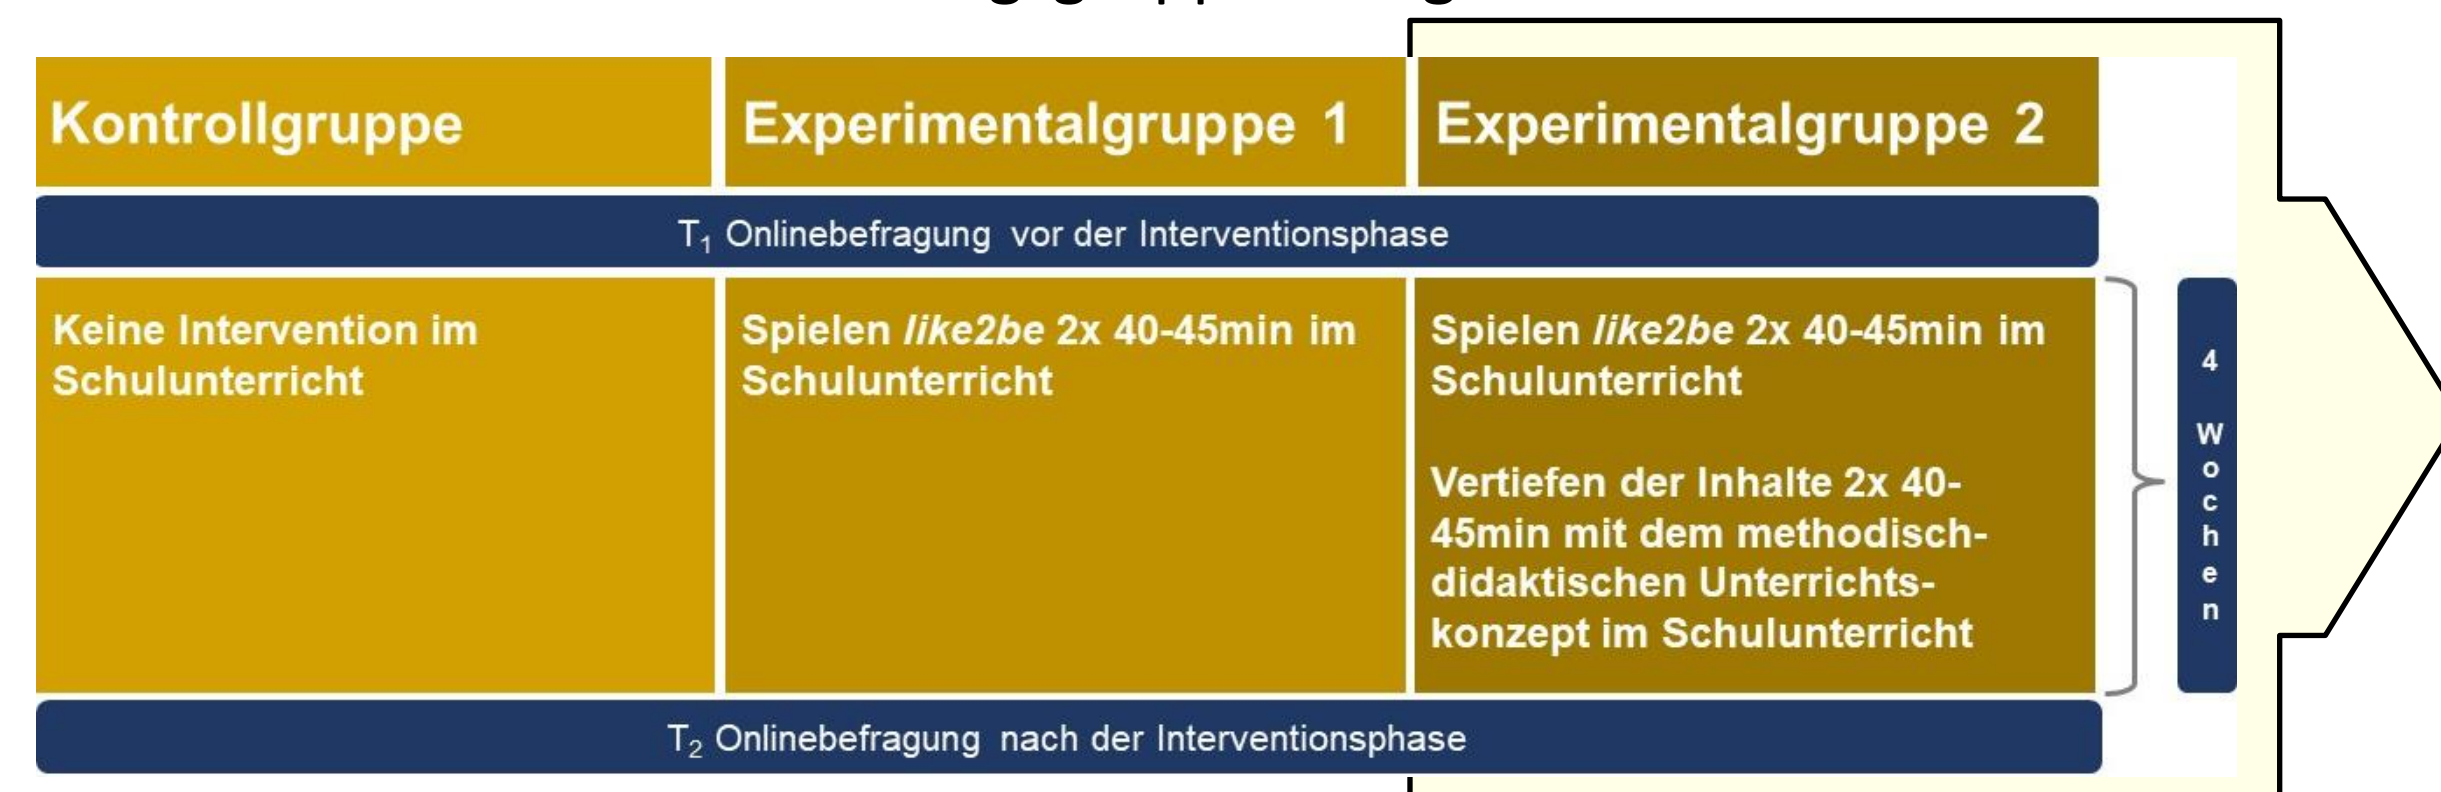 Kontrollgruppe
Experimentalgruppe 1
Experimentalgruppe 2
T₁ Onlinebefragung vor der Interventionsphase
Keine Intervention im
Schulunterricht
Spielen like2be 2x 40-45min im
Schulunterricht
Spielen like2be 2x 40-45min im
Schulunterricht
Vertiefen der Inhalte 2x 40-
45min mit dem methodisch-
didaktischen Unterrichts-
konzept im Schulunterricht
4 Wochen
T₂ Onlinebefragung nach der Interventionsphase